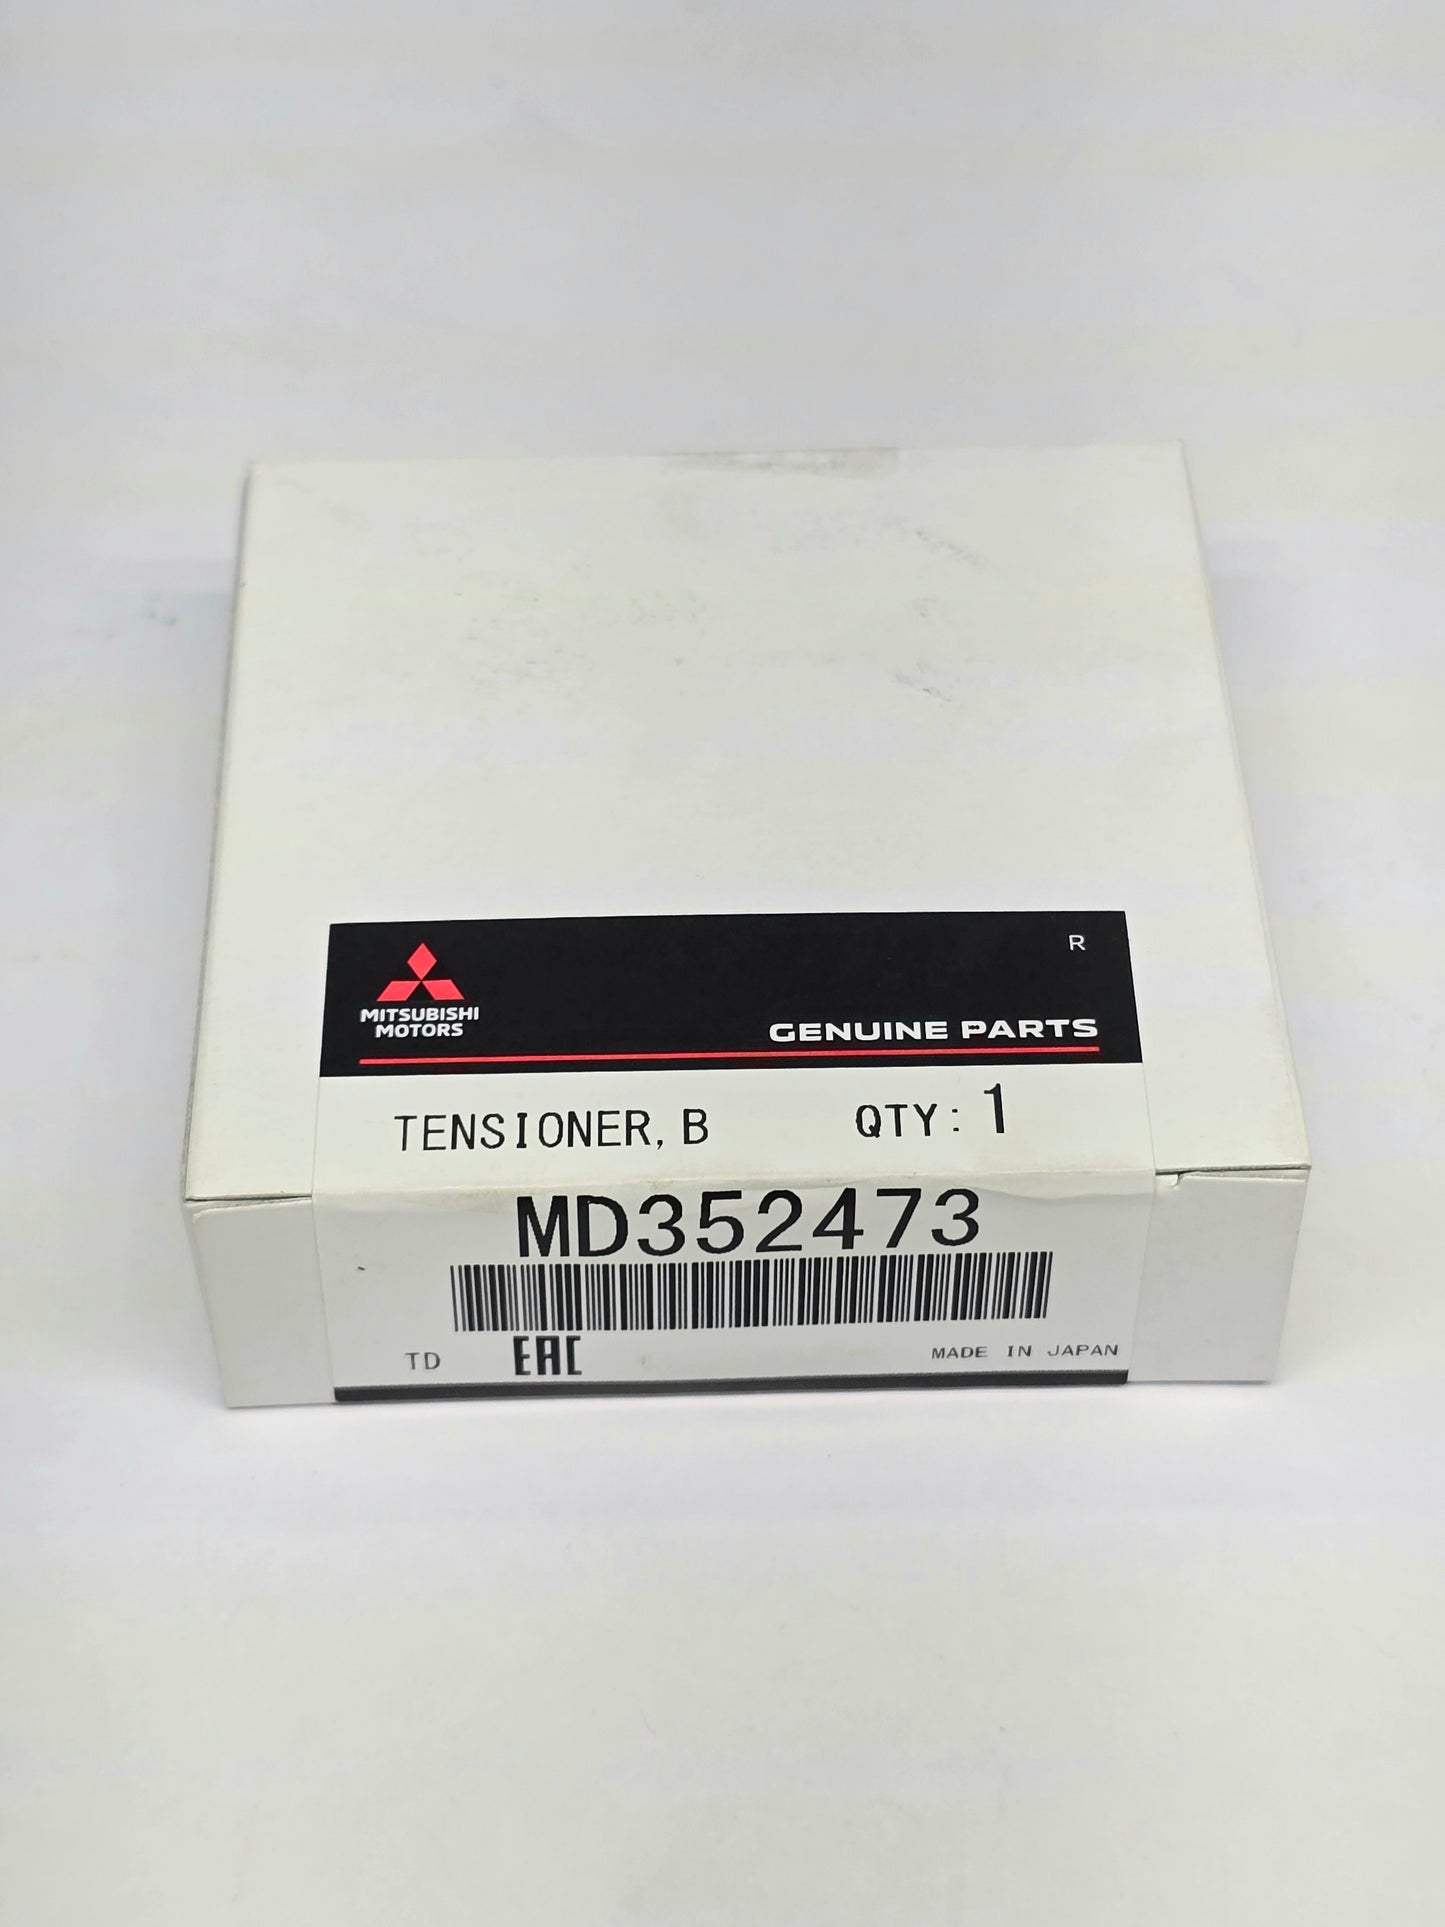 R
MITSUBISHI
MOTORS
GENUINE PARTS
TENSIONER, B QTY: 1
MD352473
TD EAC MADE IN JAPAN